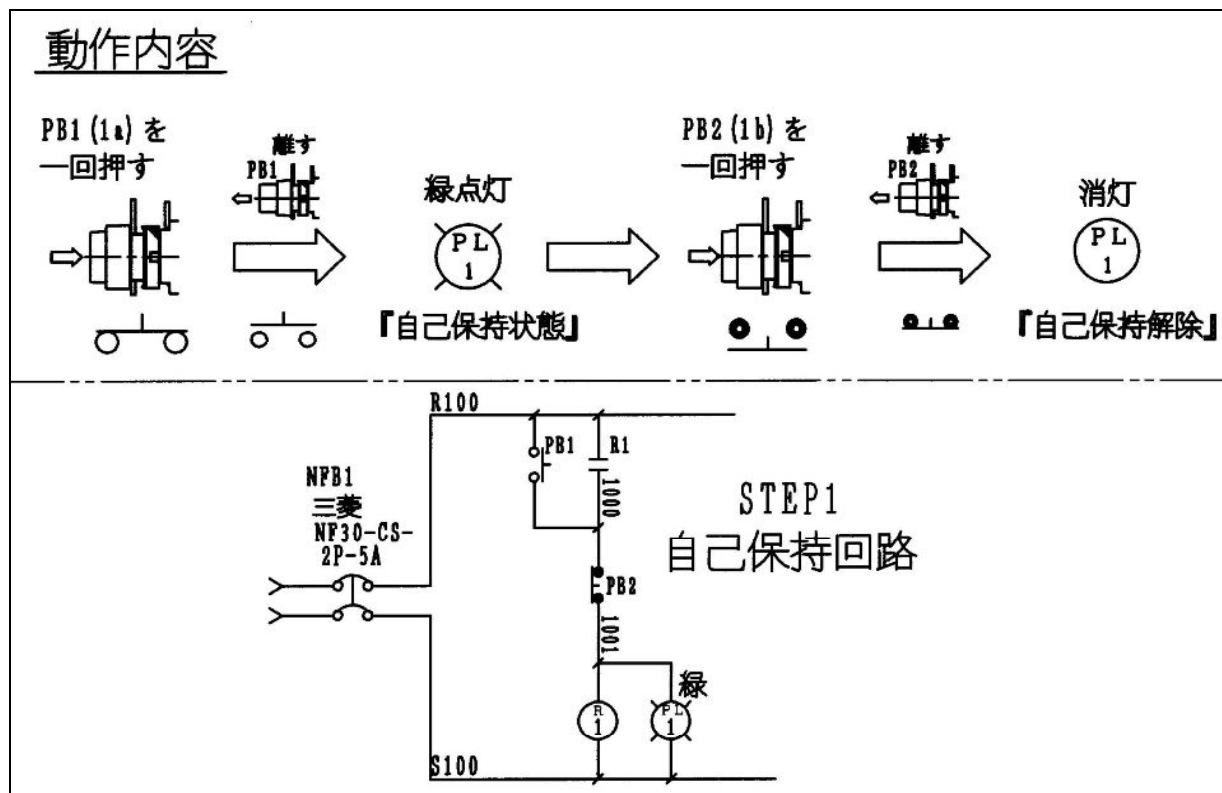 動作内容
PB1(1a)を
一回押す
離す
PB1
緑点灯
PL
1
『自己保持状態』
PB2(1b)を
一回押す
離す
PB2
消灯
PL
1
『自己保持解除』
R100
PB1
R1
1000
NFB1
三菱
NF30-CS-
2P-5A
STEP1
自己保持回路
PB2
1001
緑
R
1
PL
1
S100